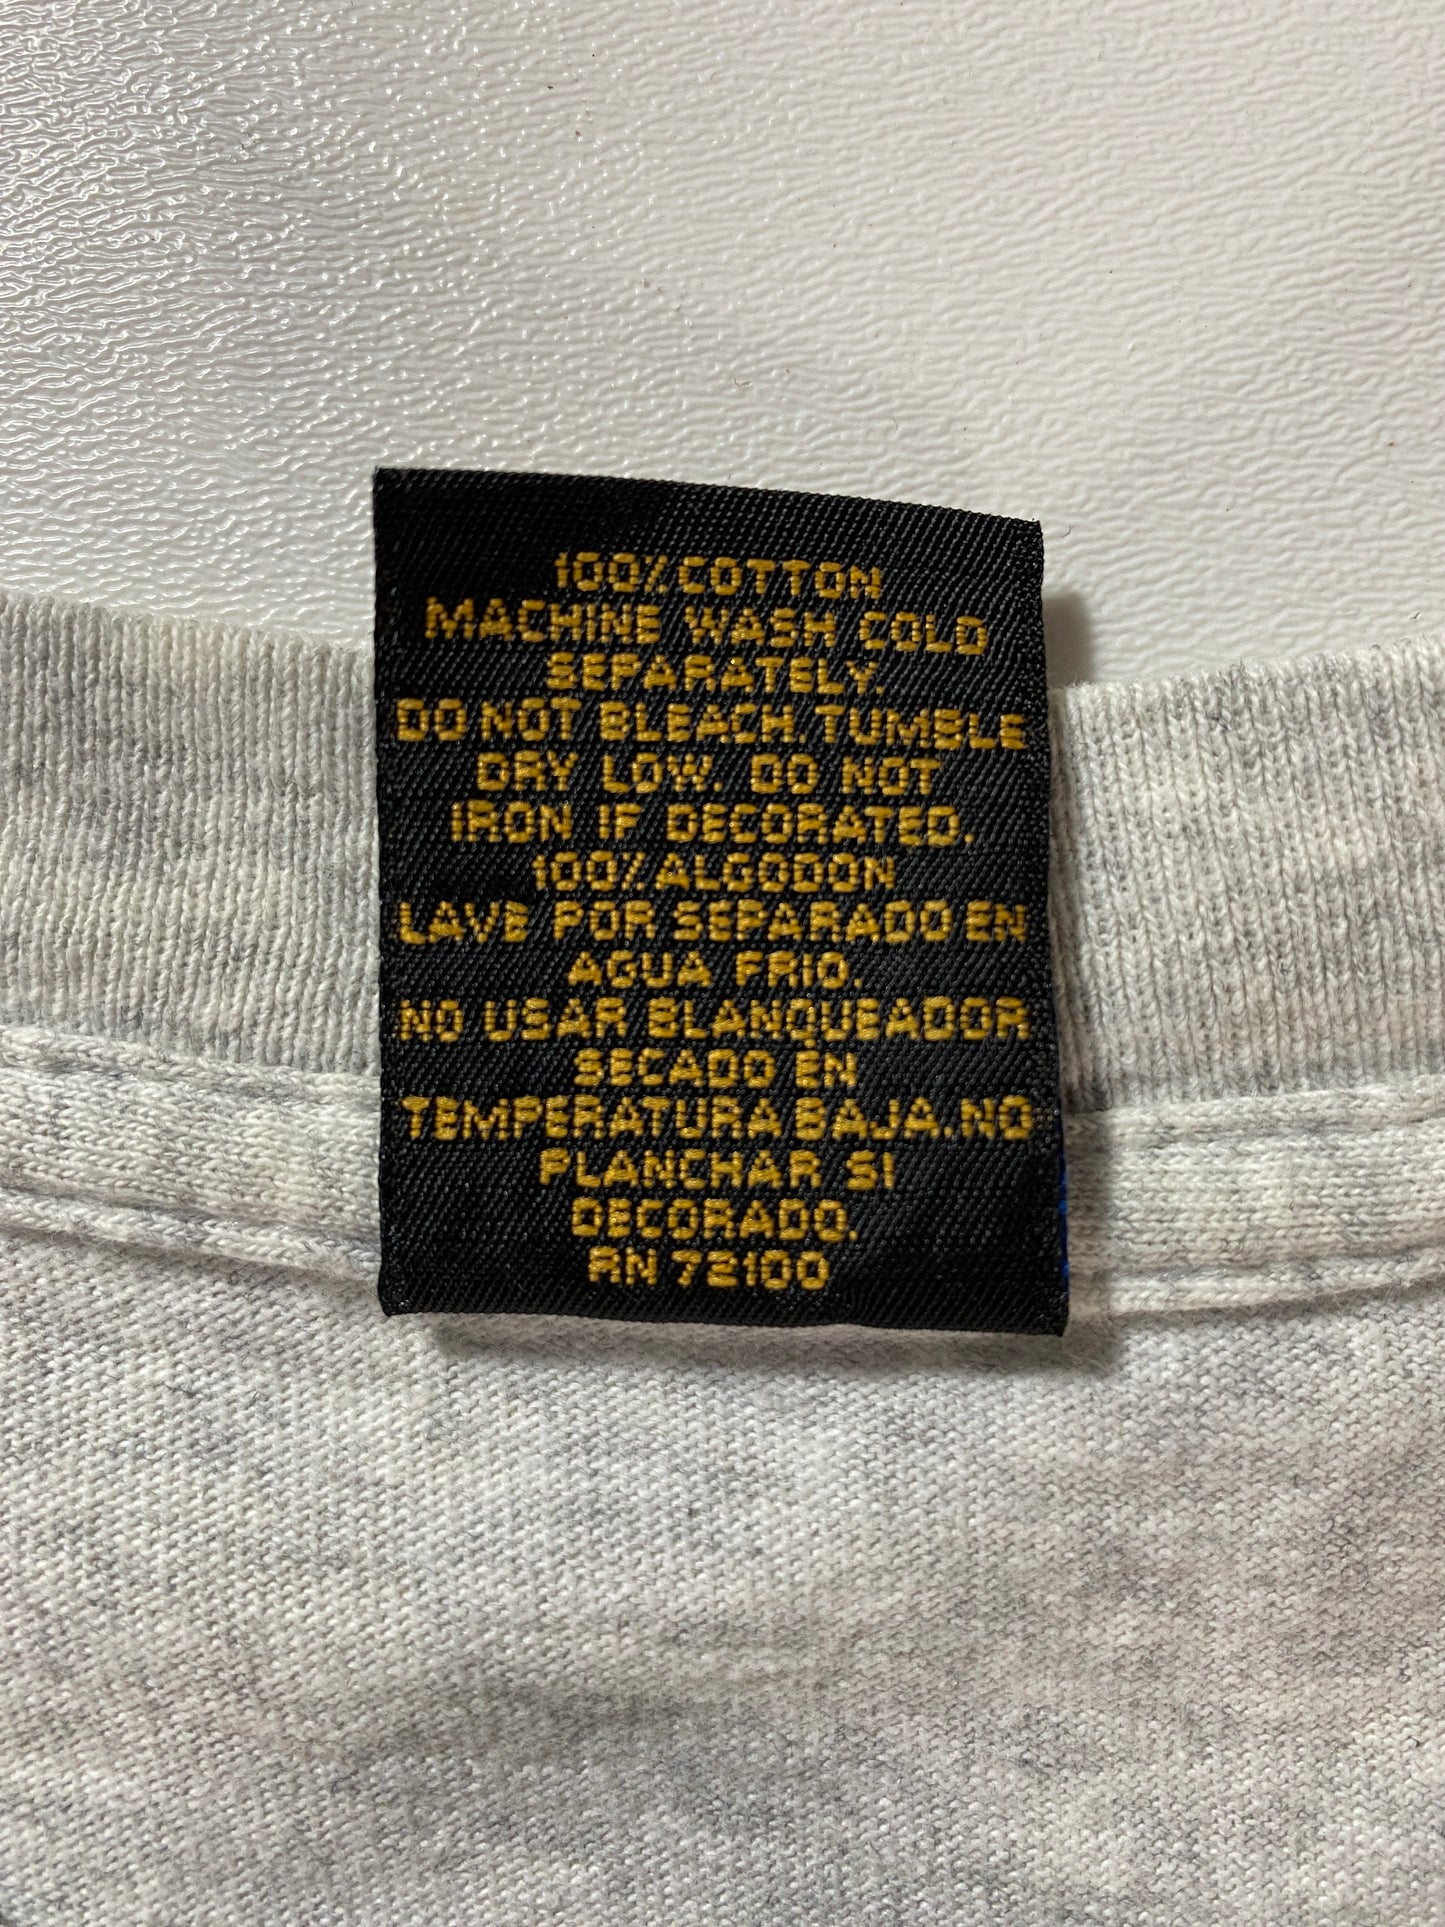 100% COTTON
MACHINE WASH COLD
SEPARATELY.
DO NOT BLEACH. TUMBLE
DRY LOW. DO NOT
IRON IF DECORATED.
100% ALGODON
LAVE POR SEPARADO EN
AGUA FRIO.
NO USAR BLANQUEADOR
SECADO EN
TEMPERATURA BAJA. NO
PLANCHAR SI
DECORADO.
RN 72100